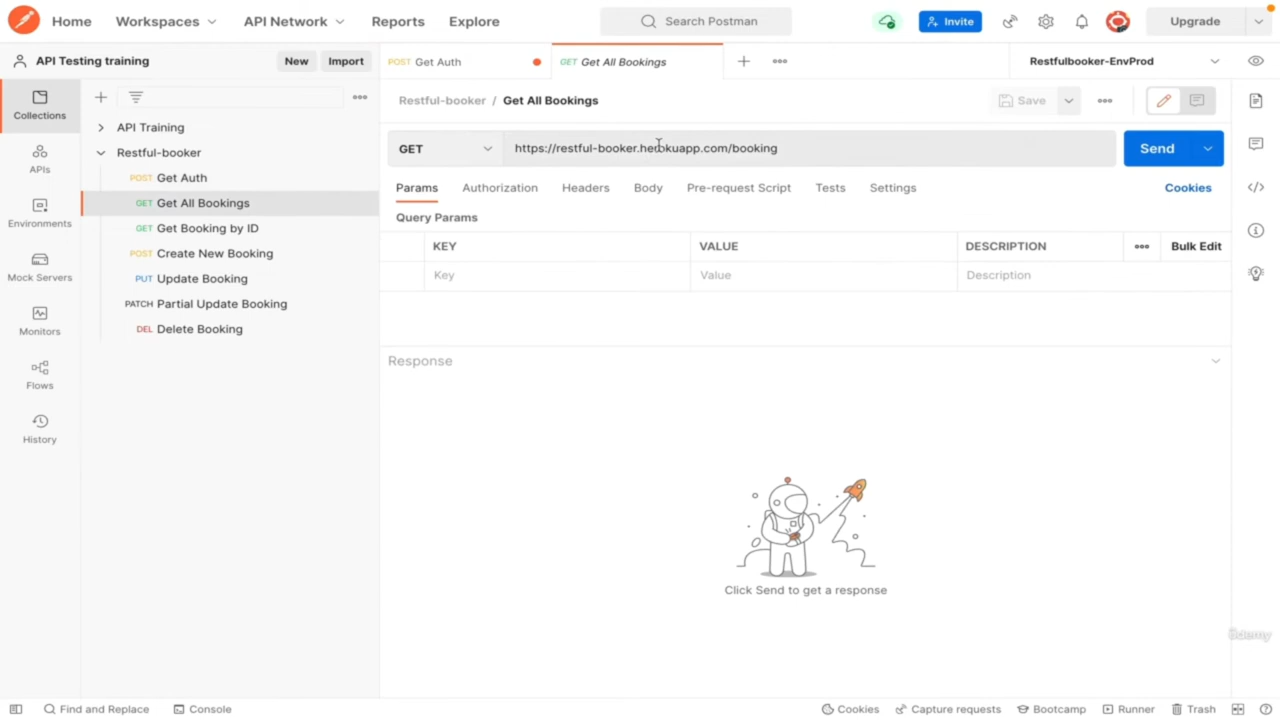 Home Workspaces API Network Reports Explore Search Postman Invite Upgrade
API Testing training New Import POST Get Auth GET Get All Bookings Restfulbooker-EnvProd
Collections
APIs
Environments
Mock Servers
Monitors
Flows
History
API Training
Restful-booker
POST Get Auth
GET Get All Bookings
GET Get Booking by ID
POST Create New Booking
PUT Update Booking
PATCH Partial Update Booking
DEL Delete Booking
Restful-booker / Get All Bookings Save
GET https://restful-booker.herokuapp.com/booking Send
Params Authorization Headers Body Pre-request Script Tests Settings Cookies
Query Params
KEY VALUE DESCRIPTION Bulk Edit
Key Value Description
Response
Click Send to get a response
ûdemy
Find and Replace Console Cookies Capture requests Bootcamp Runner Trash